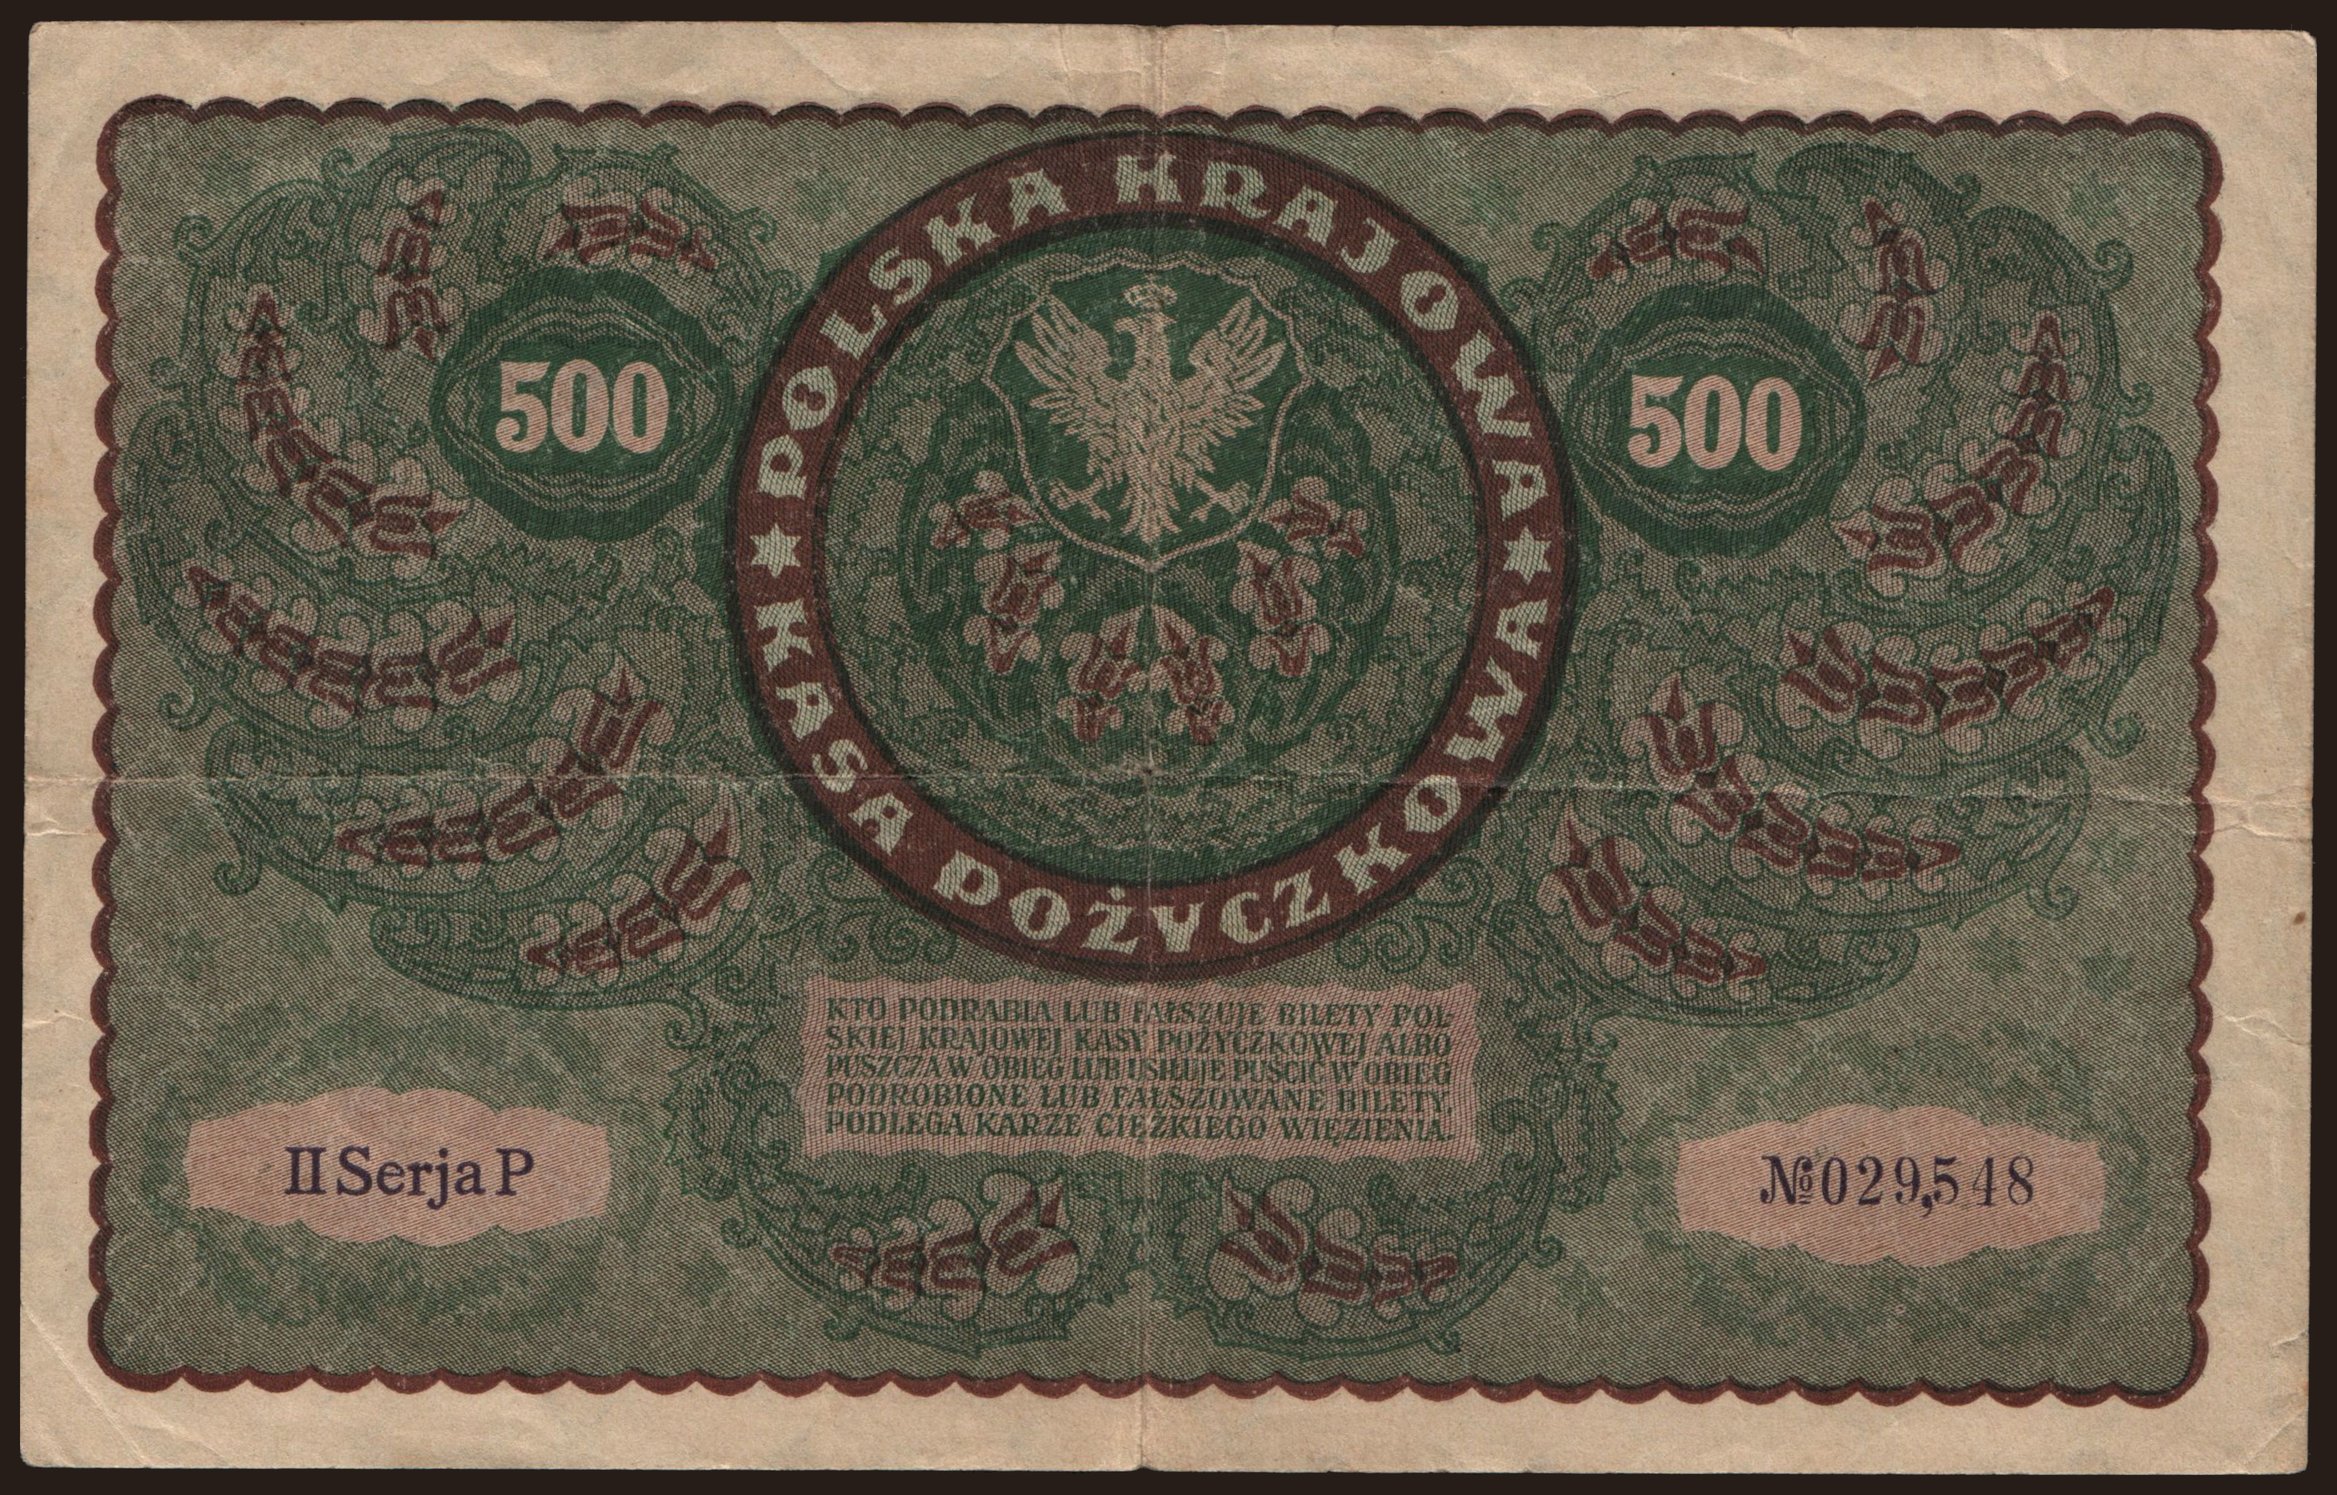 POLSKA KRAJOWA
KASA POŻYCZKOWA
500
500
KTO PODRABIA LUB FAŁSZUJE BILETY POL-
SKIEJ KRAJOWEJ KASY POŻYCZKOWEJ ALBO
PUSZCZA W OBIEG LUB USIŁUJE PUŚCIĆ W OBIEG
PODROBIONE LUB FAŁSZOWANE BILETY,
PODLEGA KARZE CIĘŻKIEGO WIĘZIENIA.
II Serja P
№029,548